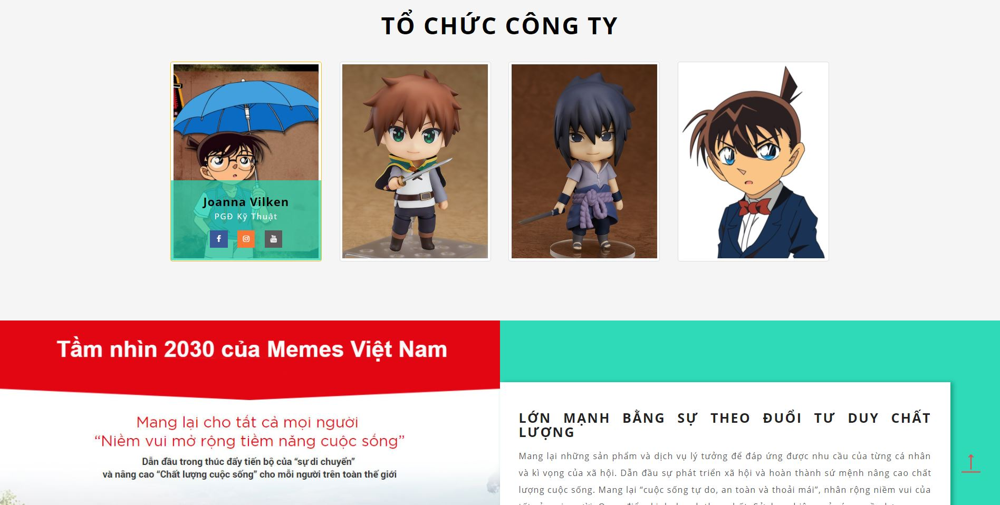 TỔ CHỨC CÔNG TY
Joanna Vilken
PGĐ Kỹ Thuật
Tầm nhìn 2030 của Memes Việt Nam
Mang lại cho tất cả mọi người
“Niềm vui mở rộng tiềm năng cuộc sống”
Dẫn đầu trong thúc đẩy tiến bộ của “sự di chuyển”
và nâng cao “Chất lượng cuộc sống” cho mỗi người trên toàn thế giới
LỚN MẠNH BẰNG SỰ THEO ĐUỔI TƯ DUY CHẤT
LƯỢNG
Mang lại những sản phẩm và dịch vụ lý tưởng để đáp ứng được nhu cầu của từng cá nhân
và kì vọng của xã hội. Dẫn đầu sự phát triển xã hội và hoàn thành sứ mệnh nâng cao chất
lượng cuộc sống. Mang lại “cuộc sống tự do, an toàn và thoải mái”, nhân rộng niềm vui của